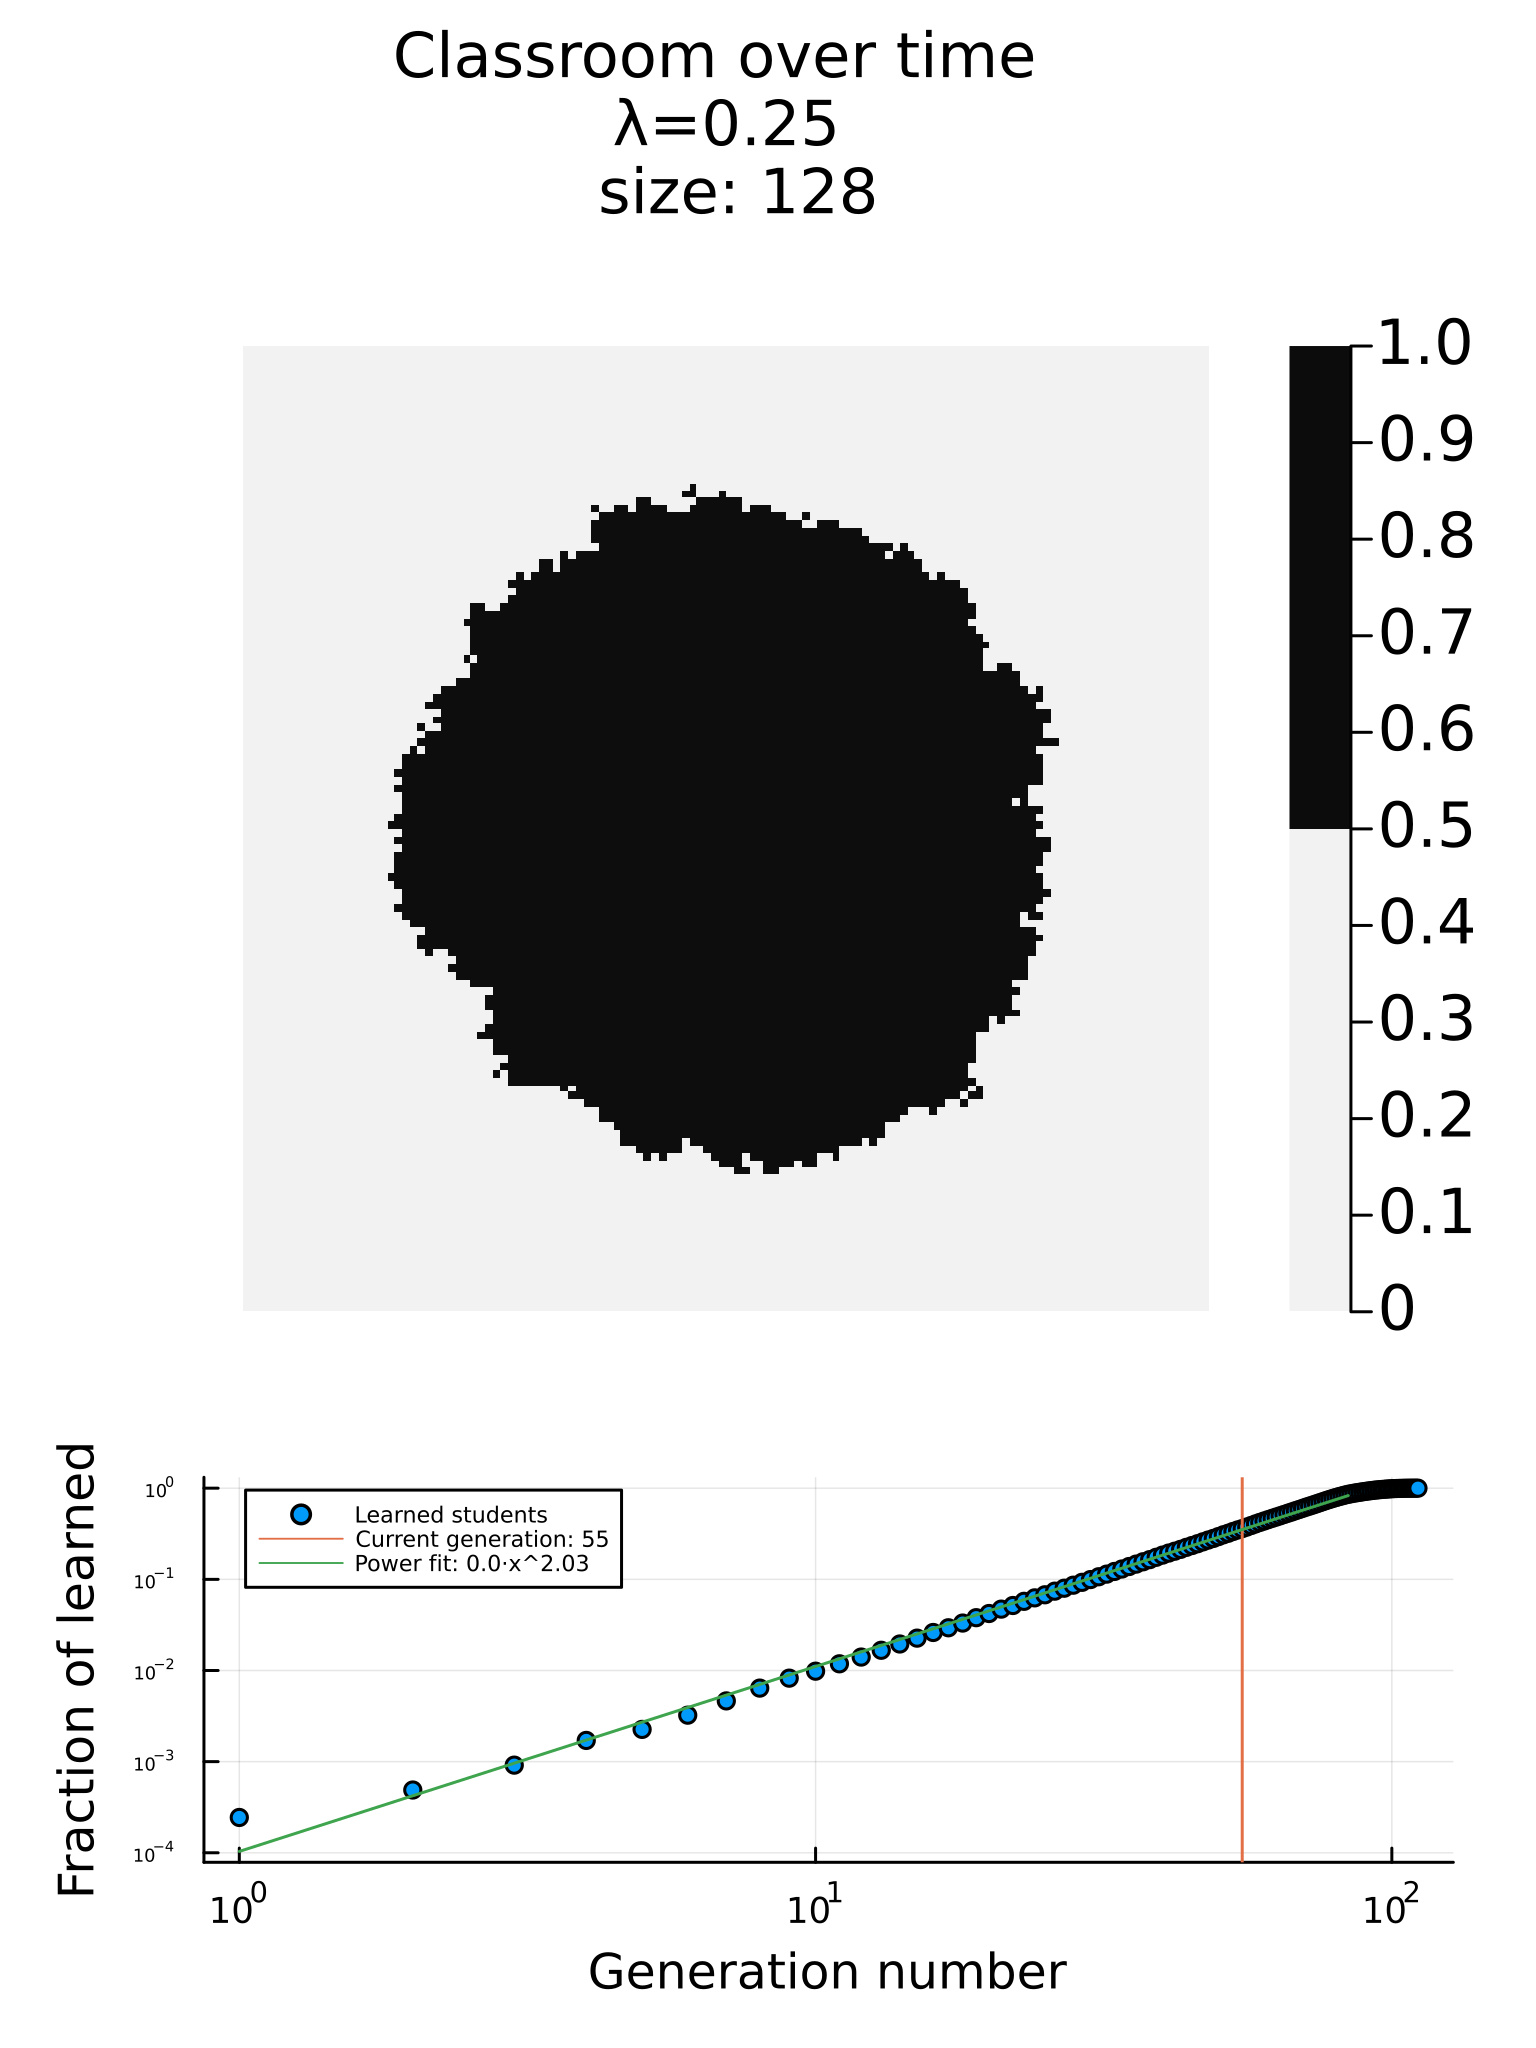 Classroom over time
λ=0.25
size: 128
1.0
0.9
0.8
0.7
0.6
0.5
0.4
0.3
0.2
0.1
0
Fraction of learned
10^0
10^-1
10^-2
10^-3
10^-4
Learned students
Current generation: 55
Power fit: 0.0·x^2.03
10^0 10^1 10^2
Generation number